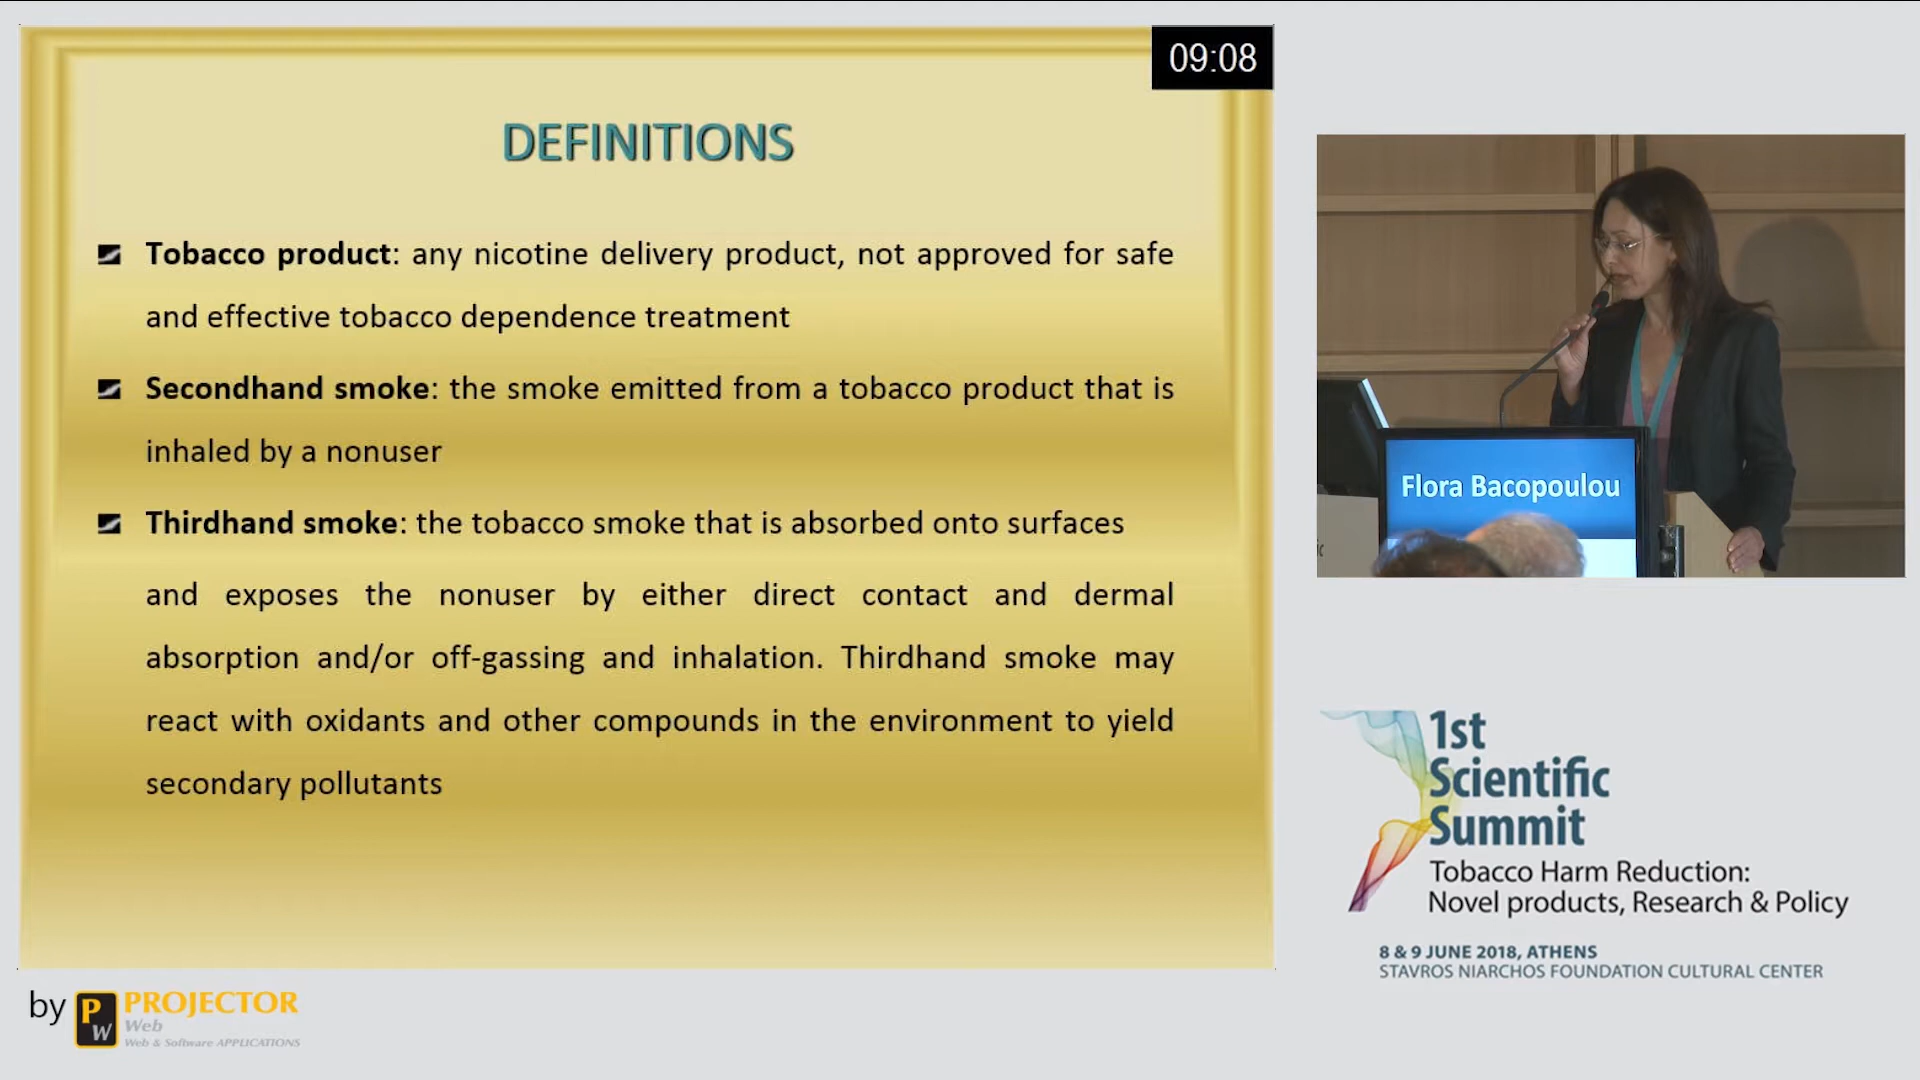 09:08
DEFINITIONS
Tobacco product: any nicotine delivery product, not approved for safe
and effective tobacco dependence treatment
Secondhand smoke: the smoke emitted from a tobacco product that is
inhaled by a nonuser
Thirdhand smoke: the tobacco smoke that is absorbed onto surfaces
and exposes the nonuser by either direct contact and dermal
absorption and/or off-gassing and inhalation. Thirdhand smoke may
react with oxidants and other compounds in the environment to yield
secondary pollutants
Flora Bacopoulou
1st
Scientific
Summit
Tobacco Harm Reduction:
Novel products, Research & Policy
8 & 9 JUNE 2018, ATHENS
STAVROS NIARCHOS FOUNDATION CULTURAL CENTER
by PW PROJECTOR
Web
Web & Software APPLICATIONS